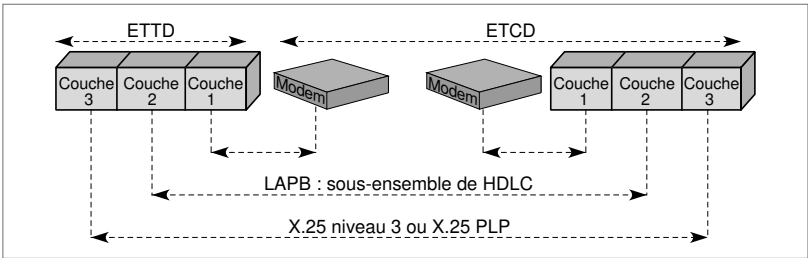 ETTD
ETCD
Couche
3
Couche
2
Couche
1
Modem
Modem
Couche
1
Couche
2
Couche
3
LAPB : sous-ensemble de HDLC
X.25 niveau 3 ou X.25 PLP